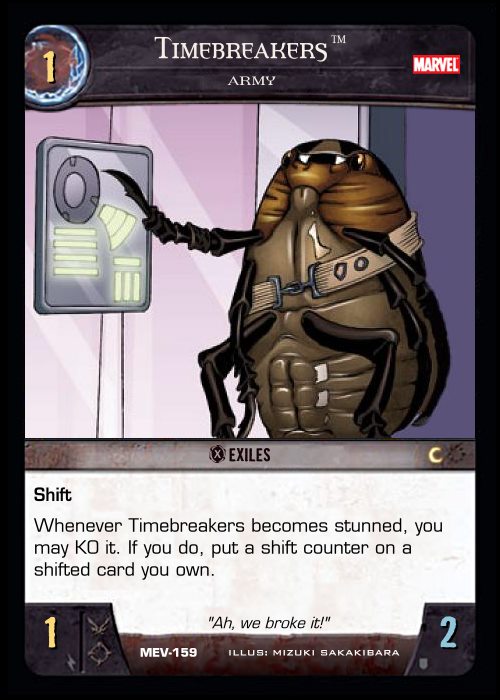 1
TIMEBREAKERS™
MARVEL
ARMY
EXILES
C
Shift
Whenever Timebreakers becomes stunned, you
may KO it. If you do, put a shift counter on a
shifted card you own.
"Ah, we broke it!"
1
2
MEV-159 ILLUS: MIZUKI SAKAKIBARA